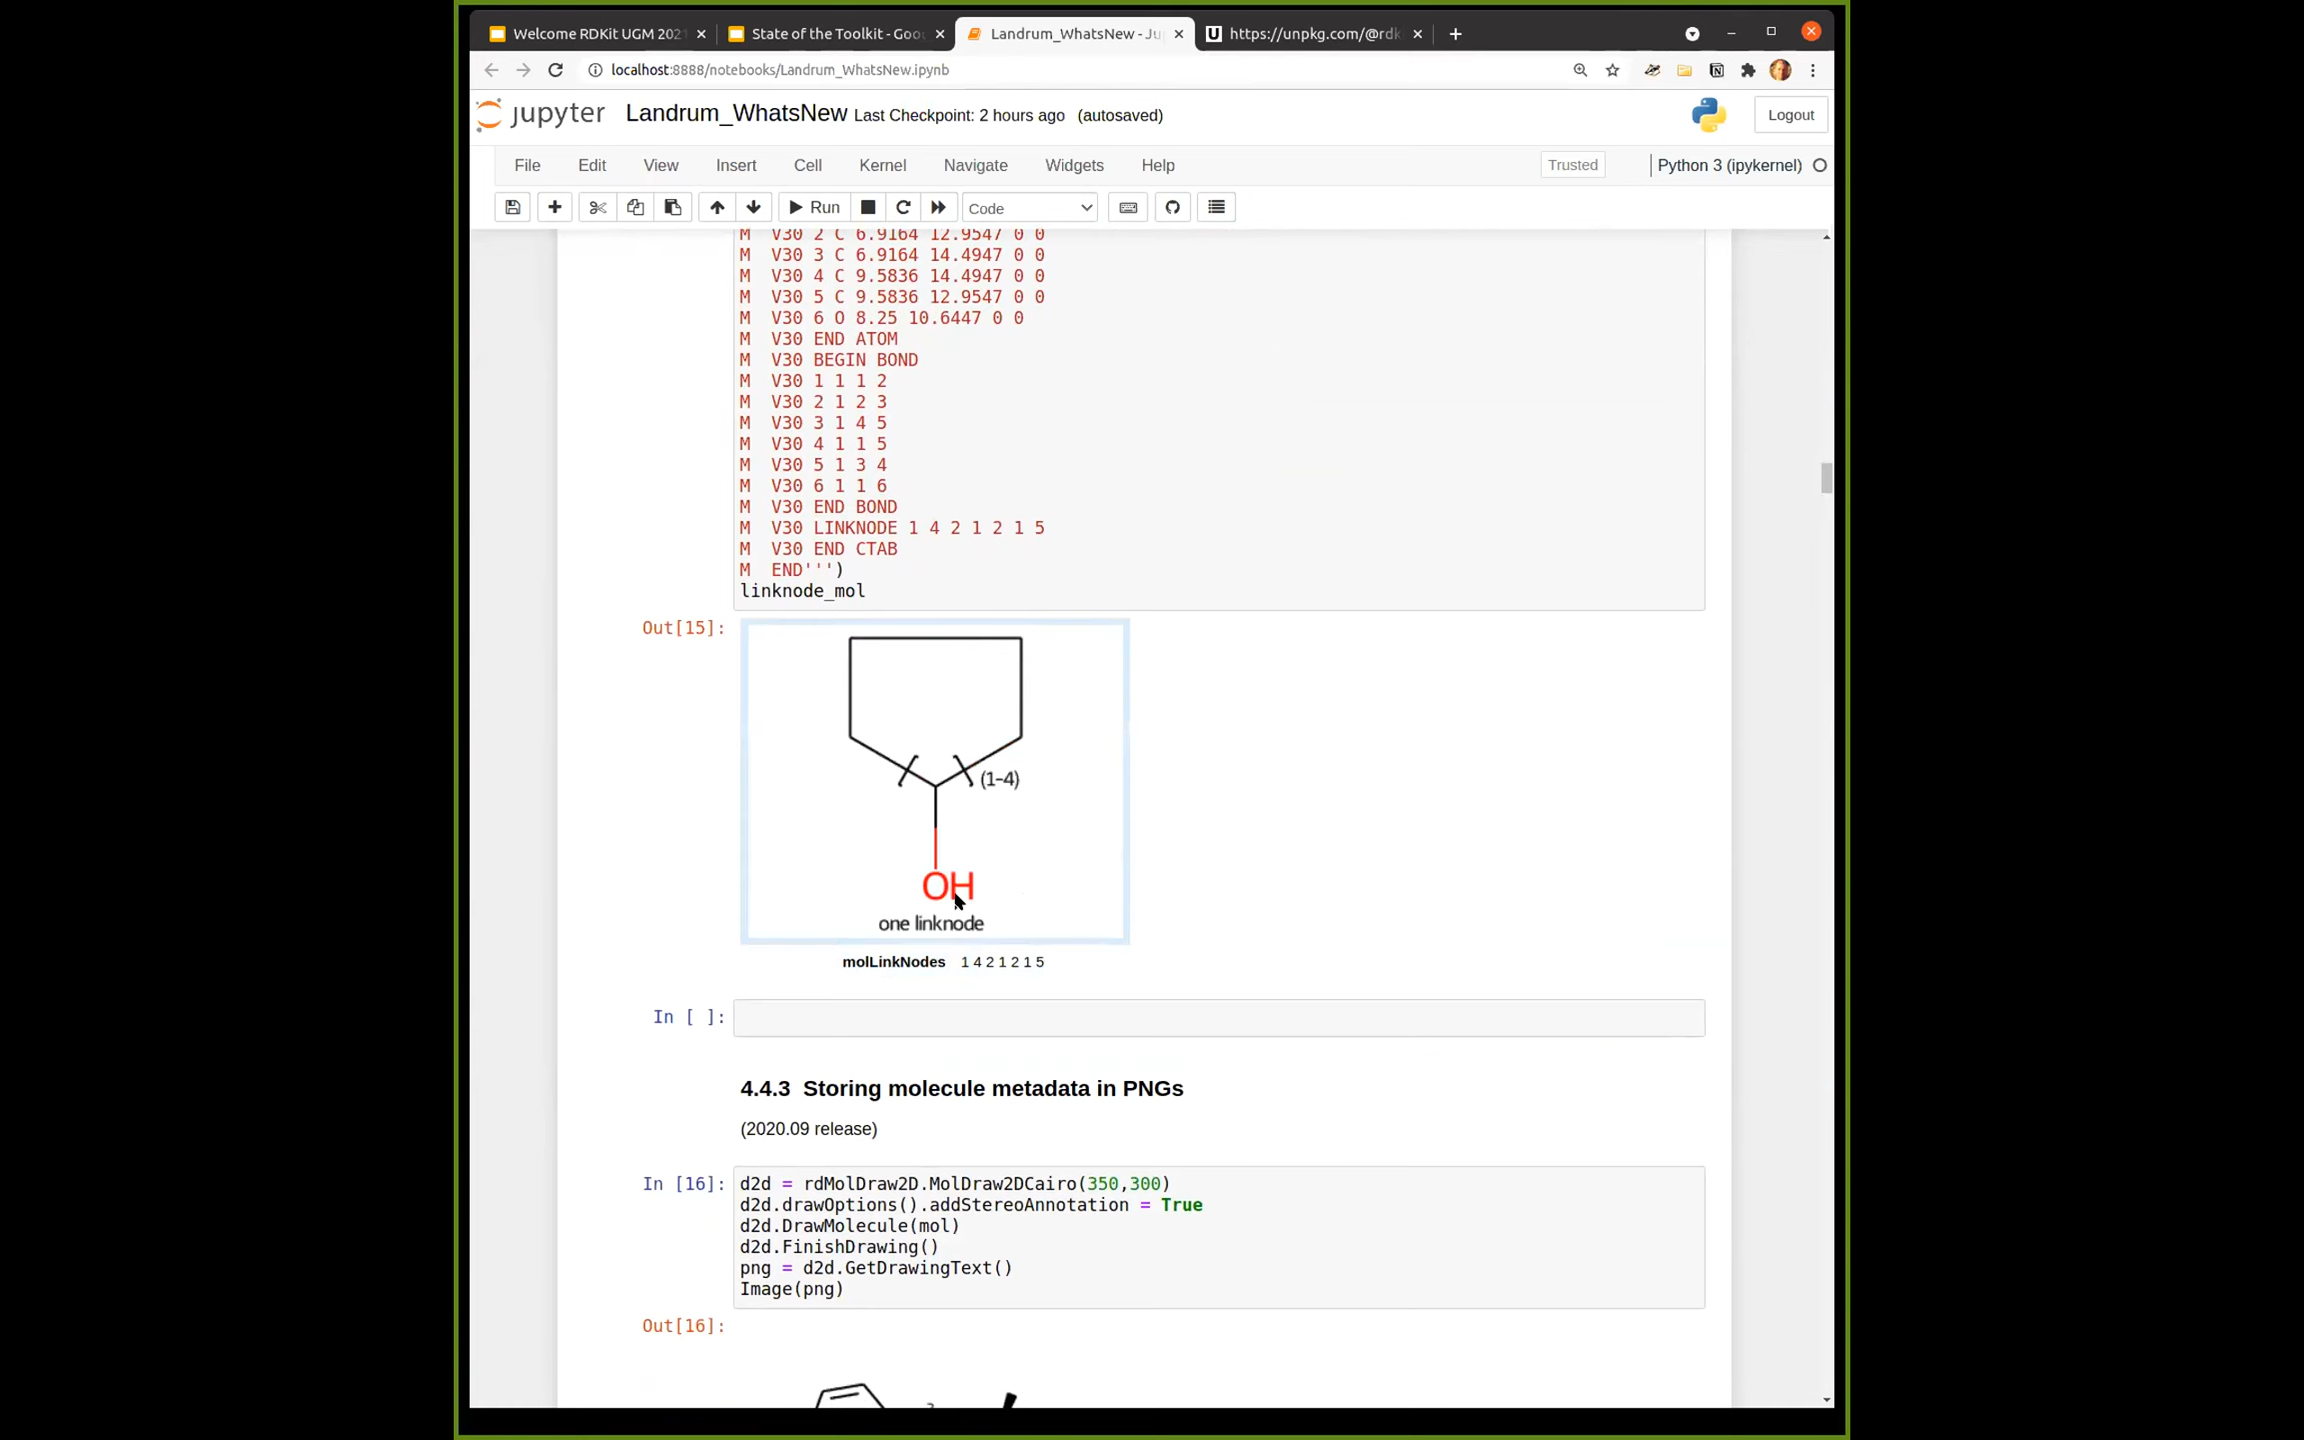 Welcome RDKit UGM 202
State of the Toolkit - Goo
Landrum_WhatsNew - Ju
https://unpkg.com/@rdk
localhost:8888/notebooks/Landrum_WhatsNew.ipynb
jupyter Landrum_WhatsNew Last Checkpoint: 2 hours ago (autosaved)
Logout
File Edit View Insert Cell Kernel Navigate Widgets Help
Trusted
Python 3 (ipykernel)
Run
Code
M  V30 2 C 6.9164 12.9547 0 0
M  V30 3 C 6.9164 14.4947 0 0
M  V30 4 C 9.5836 14.4947 0 0
M  V30 5 C 9.5836 12.9547 0 0
M  V30 6 O 8.25 10.6447 0 0
M  V30 END ATOM
M  V30 BEGIN BOND
M  V30 1 1 1 2
M  V30 2 1 2 3
M  V30 3 1 4 5
M  V30 4 1 1 5
M  V30 5 1 3 4
M  V30 6 1 1 6
M  V30 END BOND
M  V30 LINKNODE 1 4 2 1 2 1 5
M  V30 END CTAB
M  END''')
linknode_mol
Out[15]:
(1-4)
OH
one linknode
molLinkNodes 1 4 2 1 2 1 5
In [ ]:
4.4.3 Storing molecule metadata in PNGs
(2020.09 release)
In [16]:
d2d = rdMolDraw2D.MolDraw2DCairo(350,300)
d2d.drawOptions().addStereoAnnotation = True
d2d.DrawMolecule(mol)
d2d.FinishDrawing()
png = d2d.GetDrawingText()
Image(png)
Out[16]: